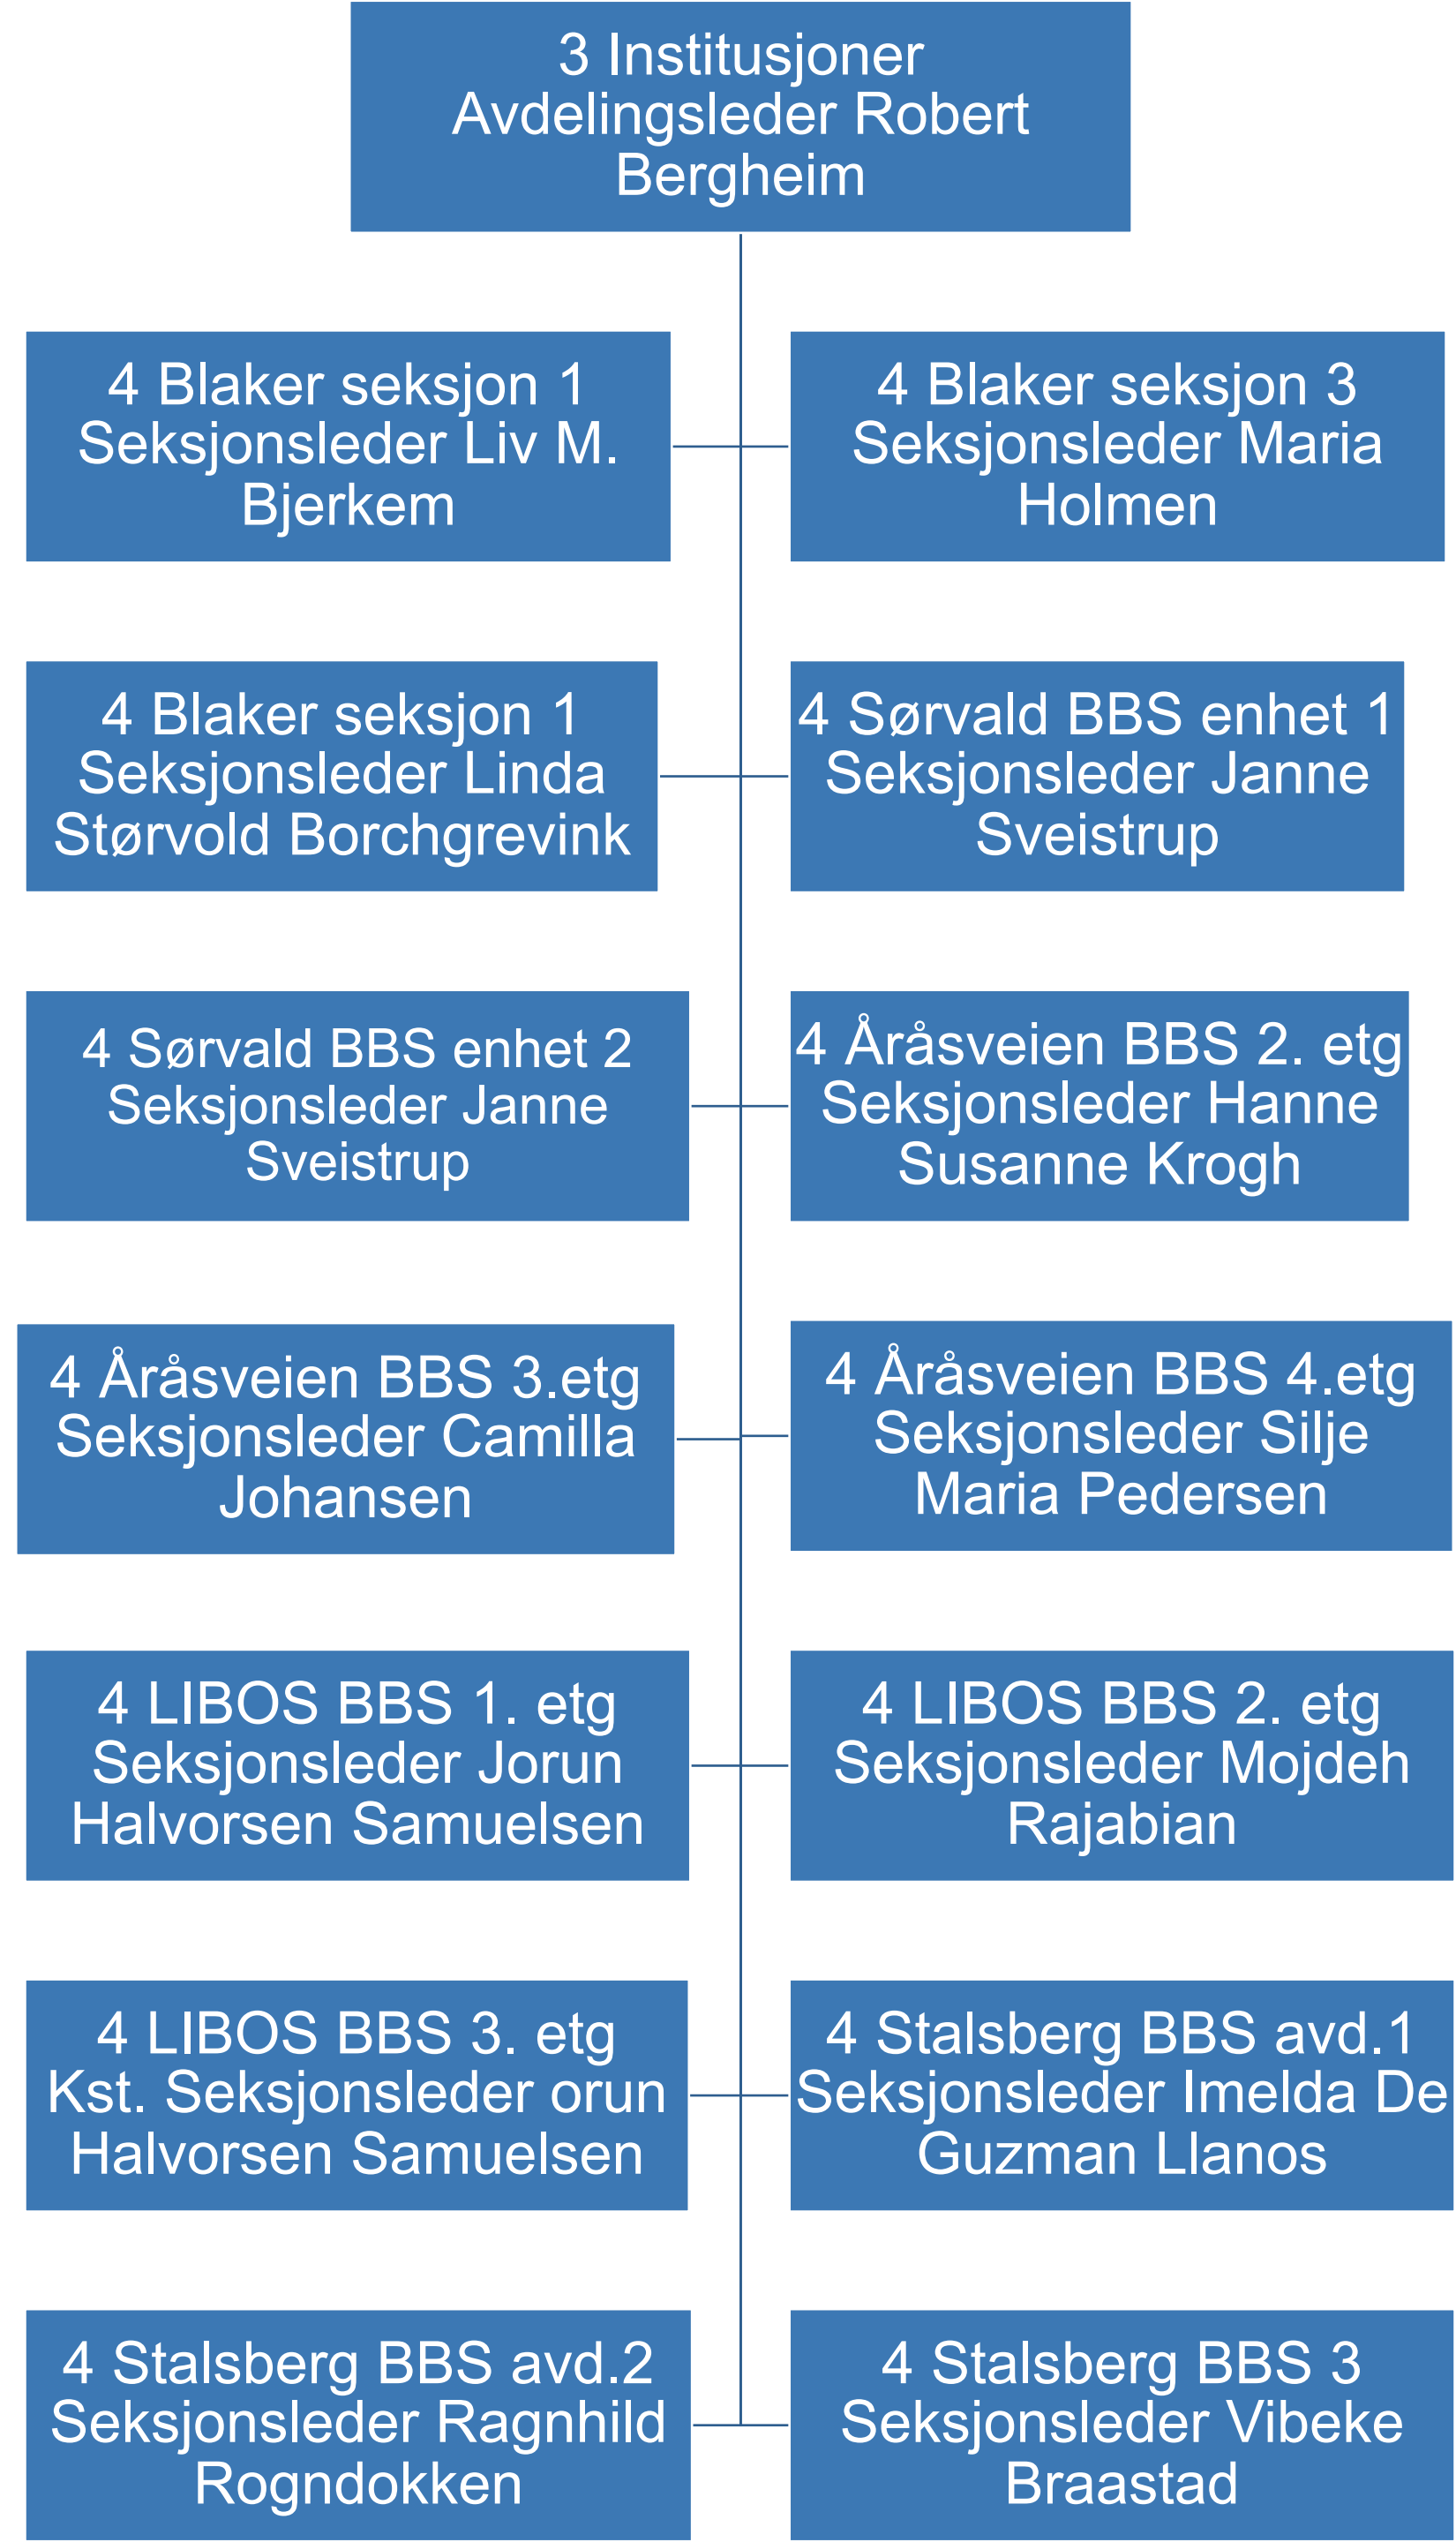 3 Institusjoner
Avdelingsleder Robert
Bergheim
4 Blaker seksjon 1
Seksjonsleder Liv M.
Bjerkem
4 Blaker seksjon 3
Seksjonsleder Maria
Holmen
4 Blaker seksjon 1
Seksjonsleder Linda
Størvold Borchgrevink
4 Sørvald BBS enhet 1
Seksjonsleder Janne
Sveistrup
4 Sørvald BBS enhet 2
Seksjonsleder Janne
Sveistrup
4 Åråsveien BBS 2. etg
Seksjonsleder Hanne
Susanne Krogh
4 Åråsveien BBS 3.etg
Seksjonsleder Camilla
Johansen
4 Åråsveien BBS 4.etg
Seksjonsleder Silje
Maria Pedersen
4 LIBOS BBS 1. etg
Seksjonsleder Jorun
Halvorsen Samuelsen
4 LIBOS BBS 2. etg
Seksjonsleder Mojdeh
Rajabian
4 LIBOS BBS 3. etg
Kst. Seksjonsleder orun
Halvorsen Samuelsen
4 Stalsberg BBS avd.1
Seksjonsleder Imelda De
Guzman Llanos
4 Stalsberg BBS avd.2
Seksjonsleder Ragnhild
Rogndokken
4 Stalsberg BBS 3
Seksjonsleder Vibeke
Braastad